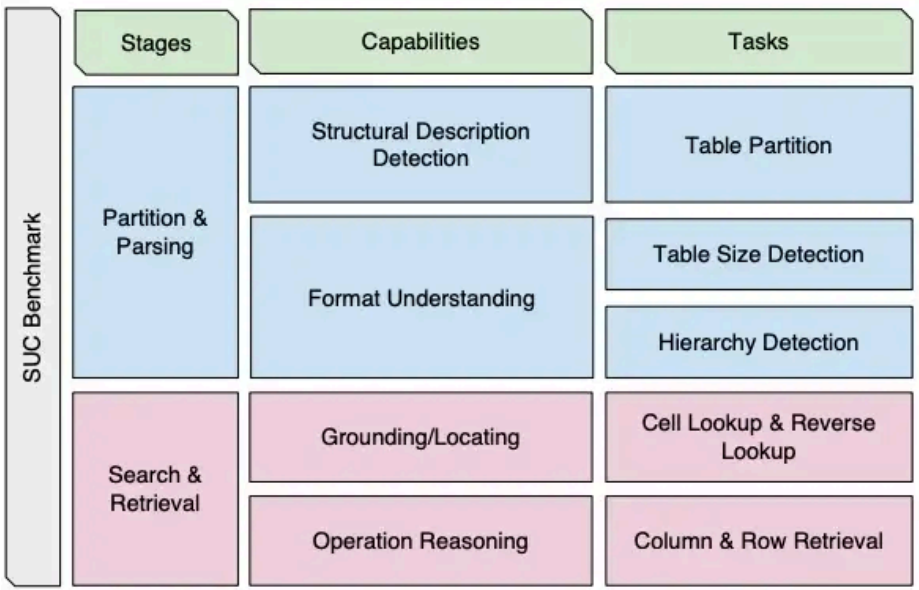 SUC Benchmark
Stages
Capabilities
Tasks
Partition &
Parsing
Structural Description
Detection
Table Partition
Format Understanding
Table Size Detection
Hierarchy Detection
Search &
Retrieval
Grounding/Locating
Cell Lookup & Reverse
Lookup
Operation Reasoning
Column & Row Retrieval